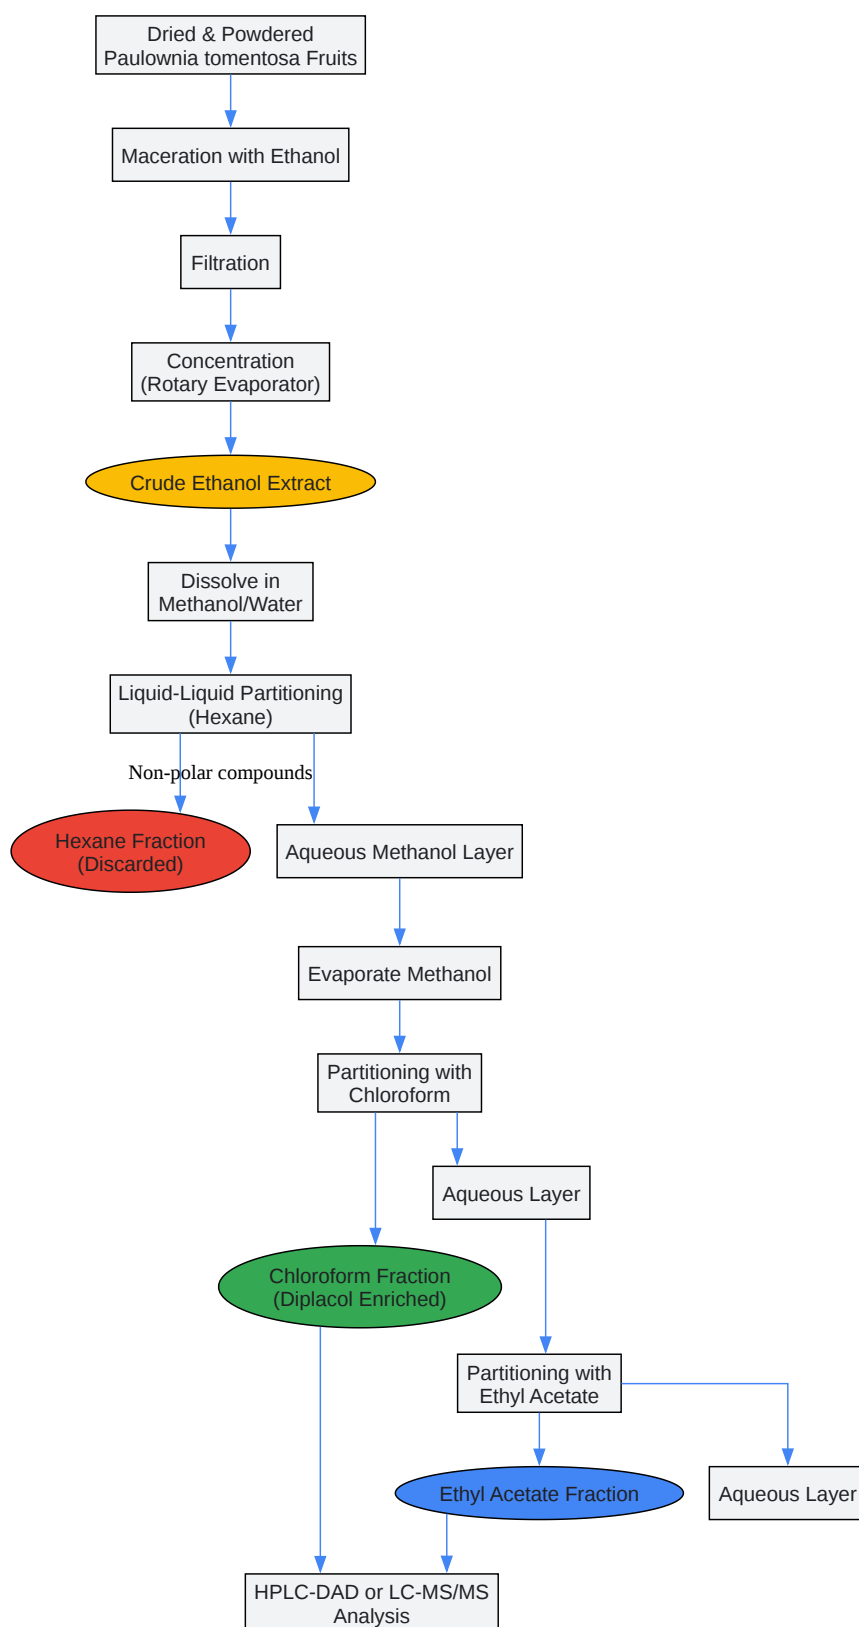 Dried & Powdered
Paulownia tomentosa Fruits
Maceration with Ethanol
Filtration
Concentration
(Rotary Evaporator)
Crude Ethanol Extract
Dissolve in
Methanol/Water
Liquid-Liquid Partitioning
(Hexane)
Non-polar compounds
Hexane Fraction
(Discarded)
Aqueous Methanol Layer
Evaporate Methanol
Partitioning with
Chloroform
Aqueous Layer
Chloroform Fraction
(Diplacol Enriched)
Partitioning with
Ethyl Acetate
Ethyl Acetate Fraction
Aqueous Layer
HPLC-DAD or LC-MS/MS
Analysis